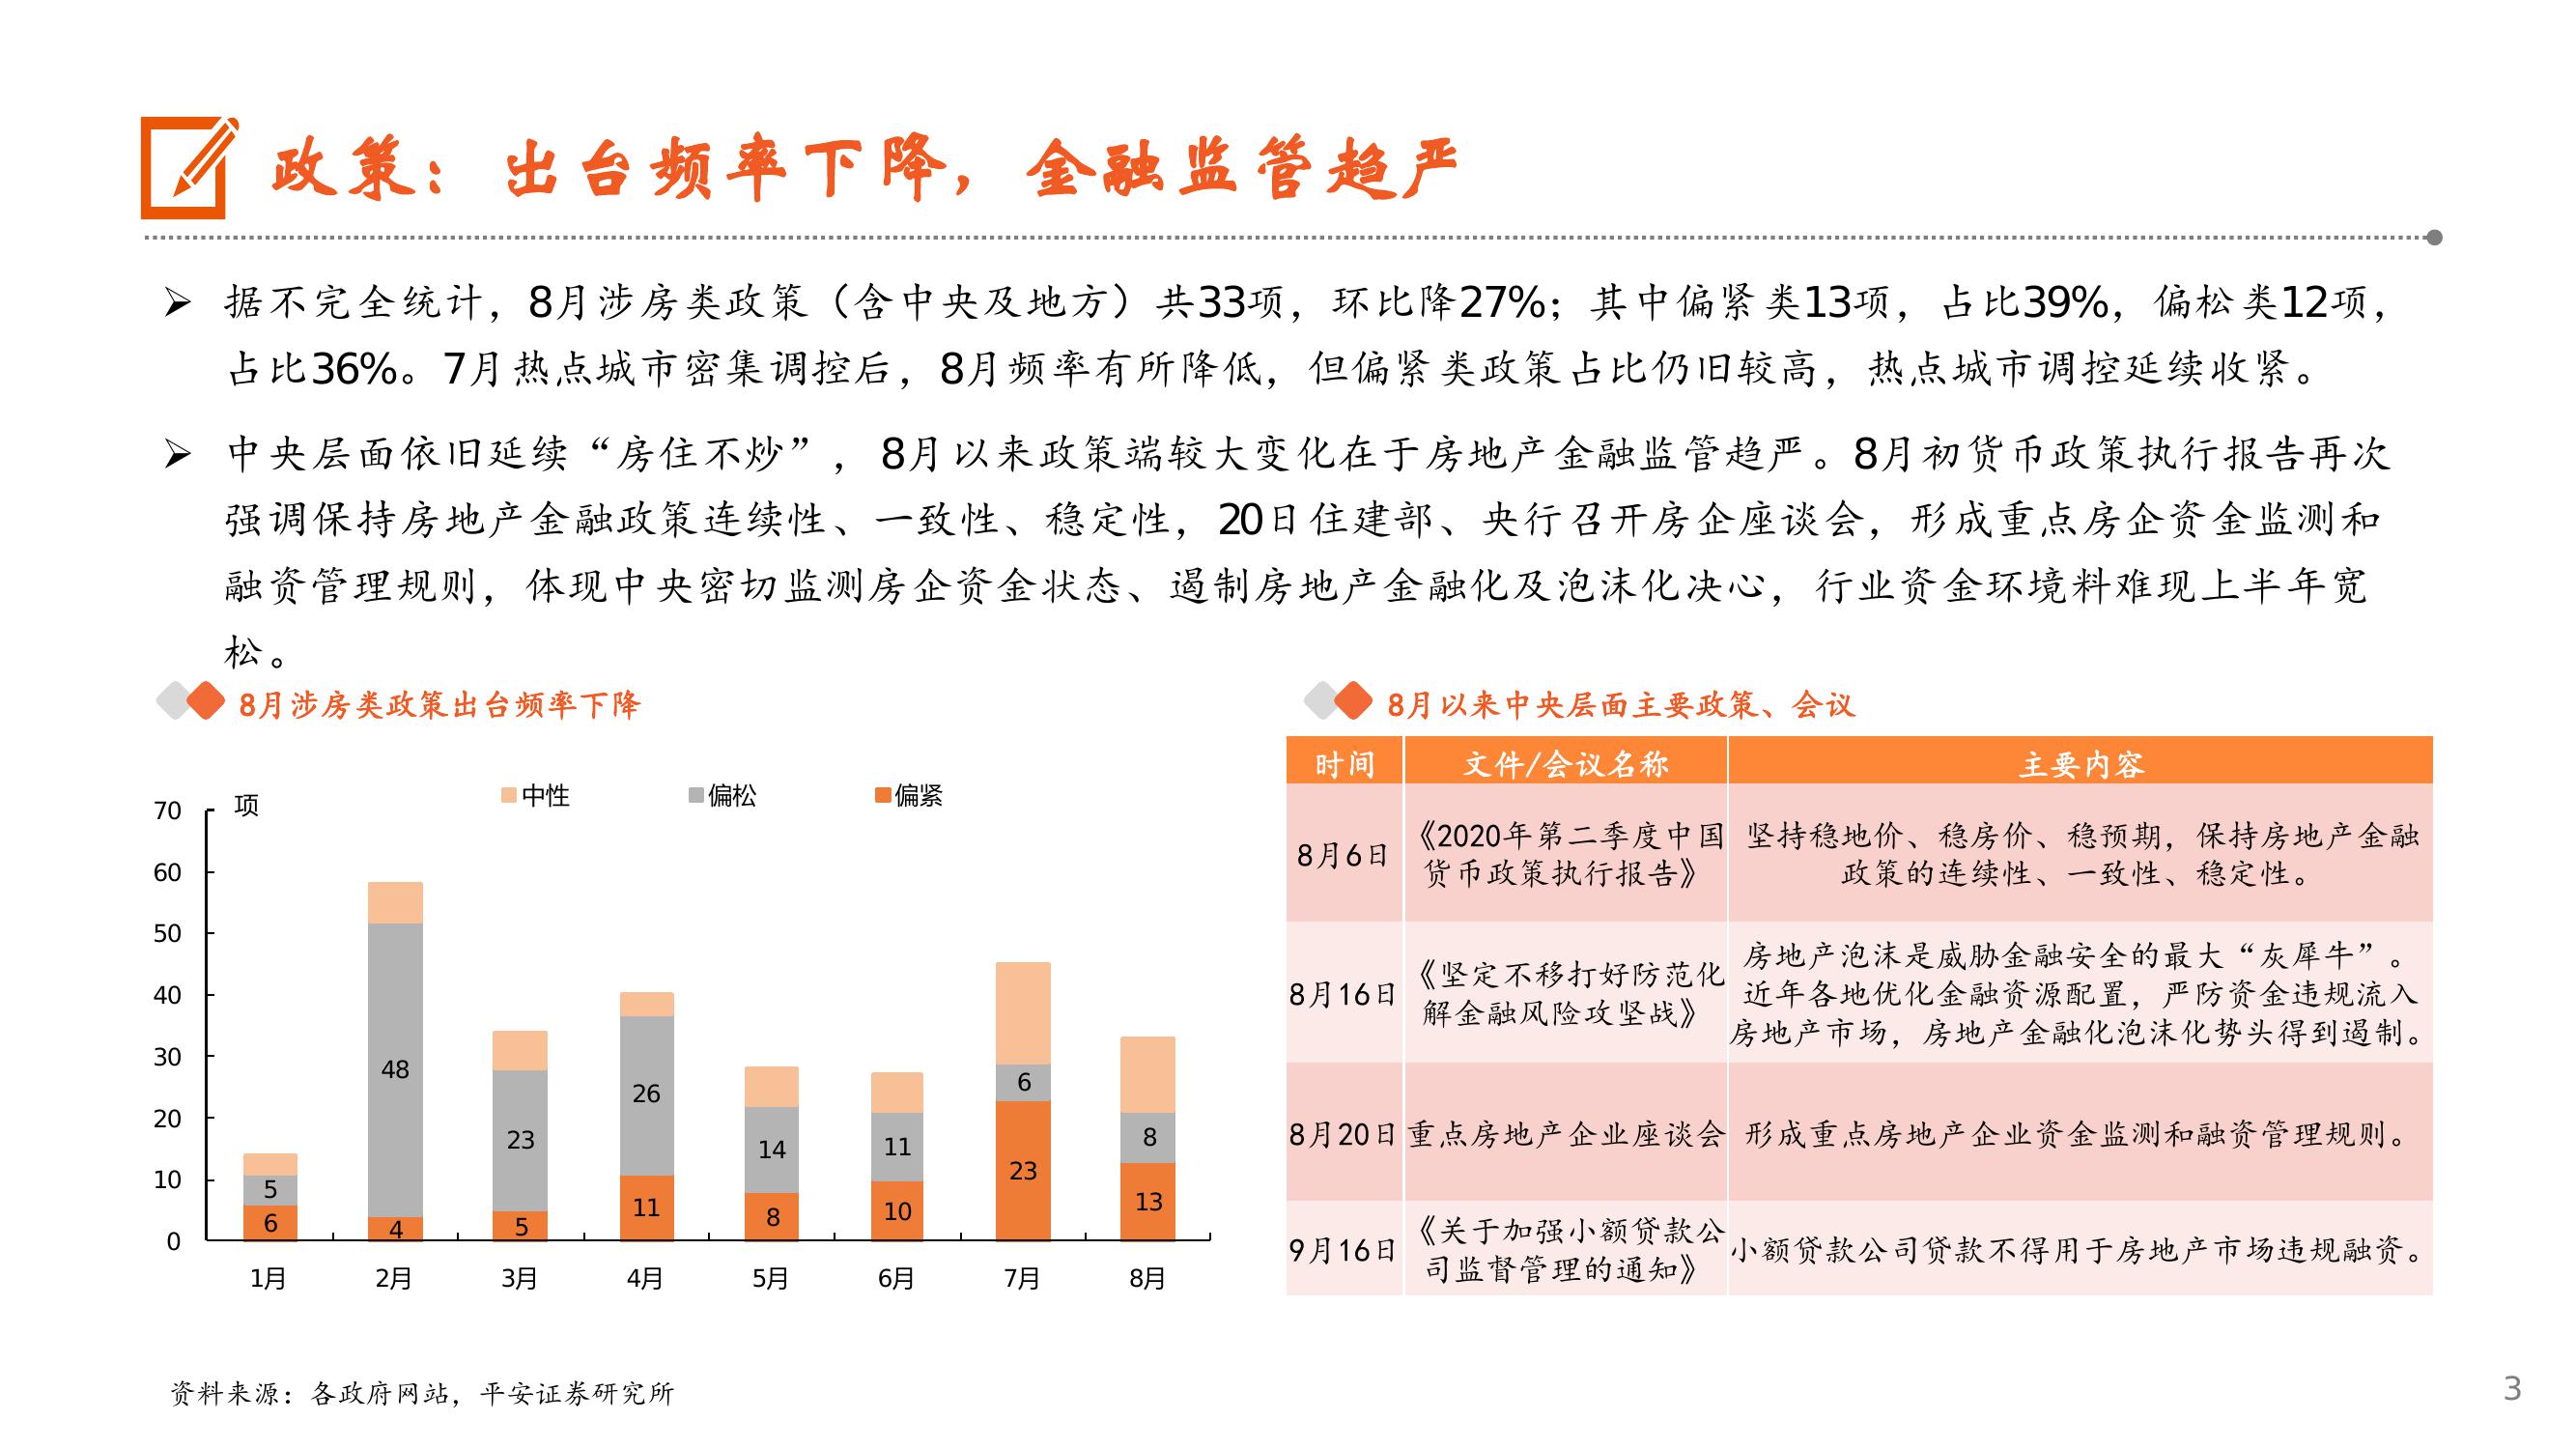 政策：出台频率下降，金融监管趋严
据不完全统计，8月涉房类政策（含中央及地方）共33项，环比降27%；其中偏紧类13项，占比39%，偏松类12项，
占比36%。7月热点城市密集调控后，8月频率有所降低，但偏紧类政策占比仍旧较高，热点城市调控延续收紧。
中央层面依旧延续“房住不炒”，8月以来政策端较大变化在于房地产金融监管趋严。8月初货币政策执行报告再次
强调保持房地产金融政策连续性、一致性、稳定性，20日住建部、央行召开房企座谈会，形成重点房企资金监测和
融资管理规则，体现中央密切监测房企资金状态、遏制房地产金融化及泡沫化决心，行业资金环境料难现上半年宽
松。
8月涉房类政策出台频率下降
项
中性 偏松 偏紧
70
60
50
40
30
20
10
0
5
6
48
4
23
5
26
11
14
8
11
10
6
23
8
13
1月 2月 3月 4月 5月 6月 7月 8月
8月以来中央层面主要政策、会议
时间 文件/会议名称 主要内容
8月6日
《2020年第二季度中国
货币政策执行报告》
坚持稳地价、稳房价、稳预期，保持房地产金融
政策的连续性、一致性、稳定性。
8月16日
《坚定不移打好防范化
解金融风险攻坚战》
房地产泡沫是威胁金融安全的最大“灰犀牛”。
近年各地优化金融资源配置，严防资金违规流入
房地产市场，房地产金融化泡沫化势头得到遏制。
8月20日 重点房地产企业座谈会 形成重点房地产企业资金监测和融资管理规则。
9月16日
《关于加强小额贷款公
司监督管理的通知》
小额贷款公司贷款不得用于房地产市场违规融资。
资料来源：各政府网站，平安证券研究所
3